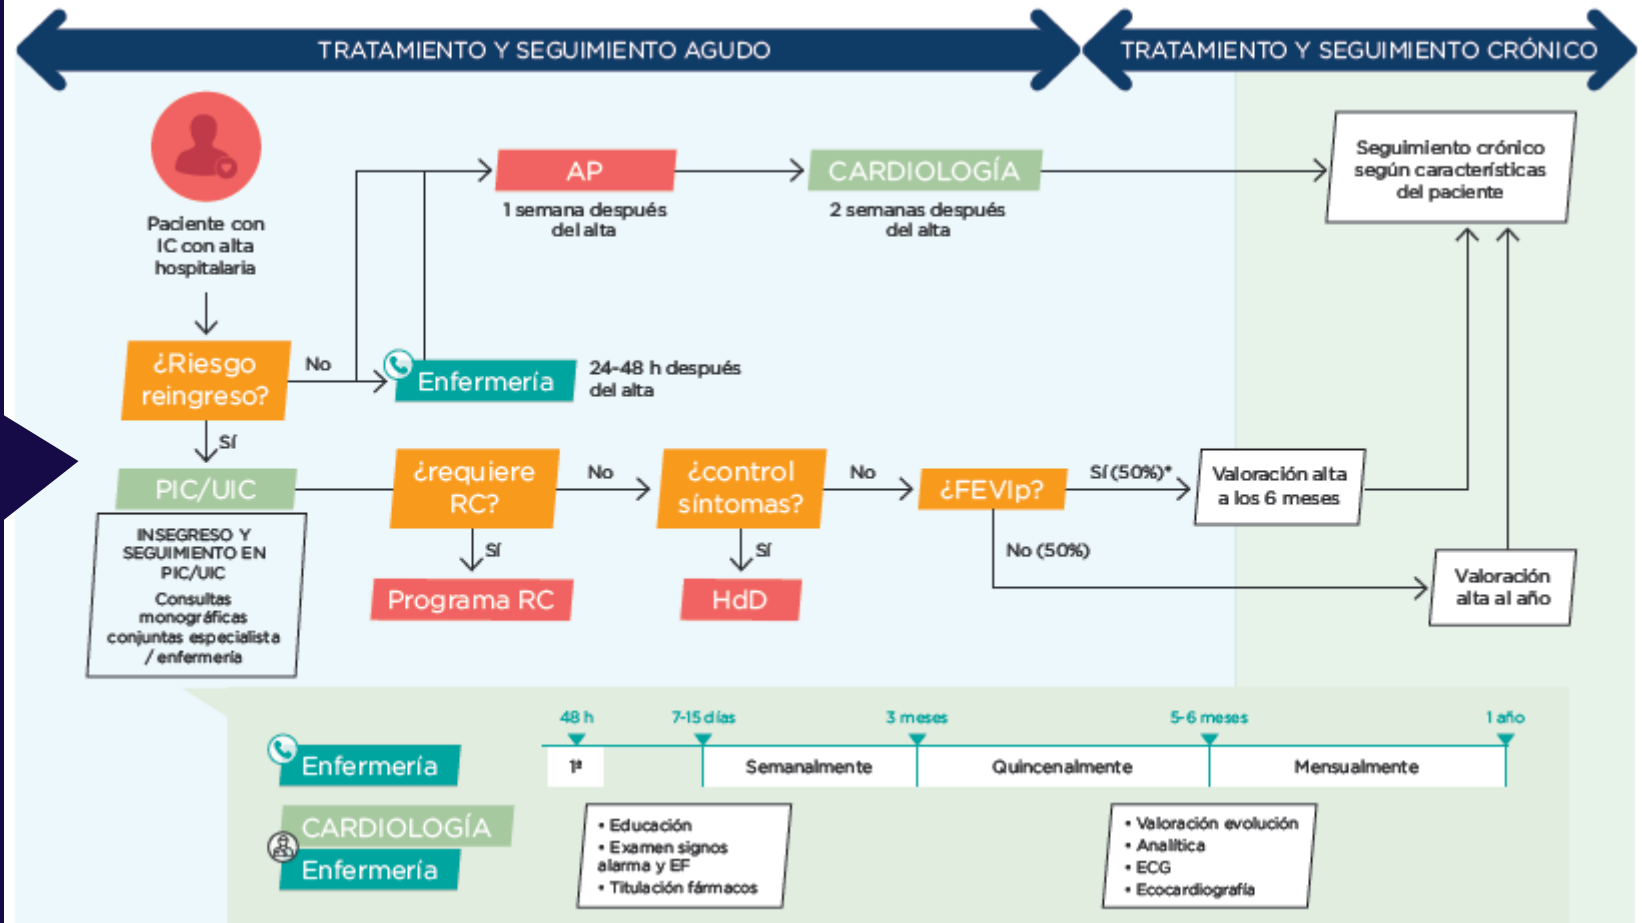 TRATAMIENTO Y SEGUIMIENTO AGUDO
TRATAMIENTO Y SEGUIMIENTO CRÓNICO
Paciente con
IC con alta
hospitalaria
AP
1 semana después
del alta
CARDIOLOGÍA
2 semanas después
del alta
Seguimiento crónico
según características
del paciente
¿Riesgo
reingreso?
No
Enfermería
24-48 h después
del alta
Sí
PIC/UIC
INSEGRESO Y
SEGUIMIENTO EN
PIC/UIC
Consultas
monográficas
conjuntas especialista
/ enfermería
¿requiere
RC?
No
Sí
Programa RC
¿control
síntomas?
No
Sí
HdD
¿FEVIp?
Sí (50%)*
No (50%)
Valoración alta
a los 6 meses
Valoración
alta al año
48 h
7-15 días
3 meses
5-6 meses
1 año
Enfermería
1ª
Semanalmente
Quincenalmente
Mensualmente
CARDIOLOGÍA
Enfermería
• Educación
• Examen signos
alarma y EF
• Titulación fármacos
• Valoración evolución
• Analítica
• ECG
• Ecocardiografía